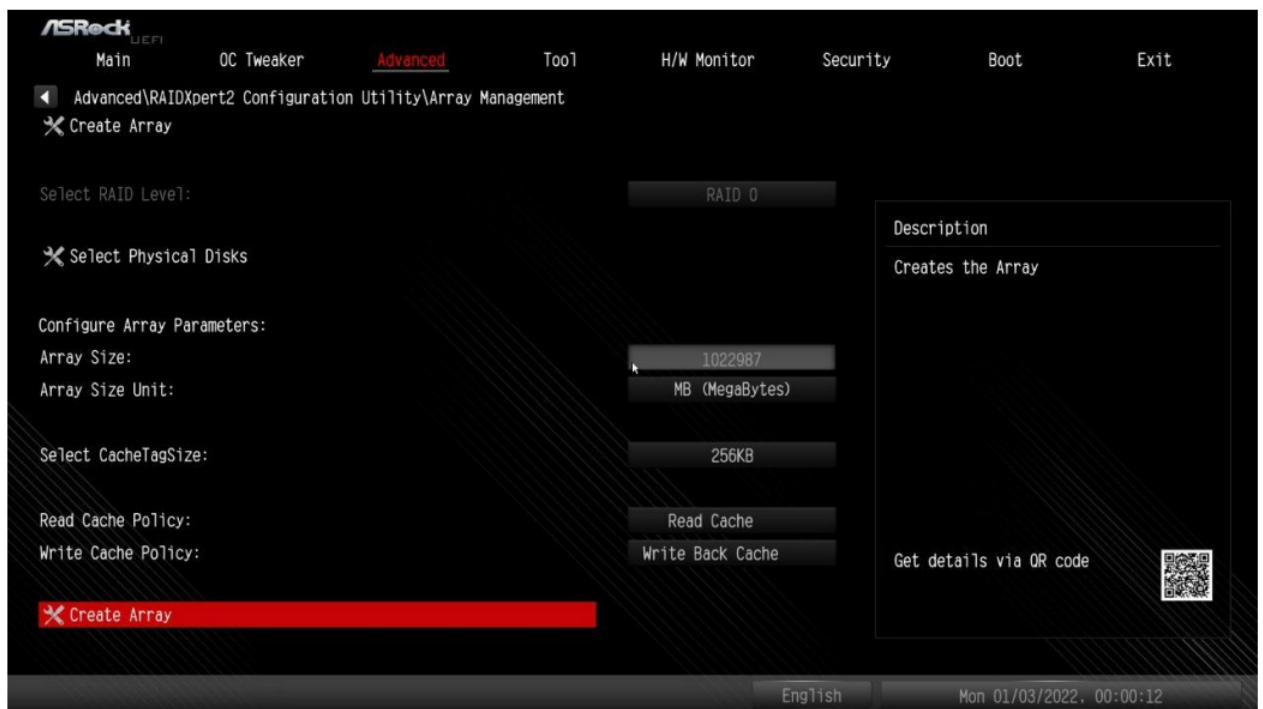 ASRock
UEFI
Main OC Tweaker Advanced Tool H/W Monitor Security Boot Exit
Advanced\RAIDXpert2 Configuration Utility\Array Management
Create Array
Select RAID Level: RAID 0
Description
Select Physical Disks
Creates the Array
Configure Array Parameters:
Array Size: 1022987
Array Size Unit: MB (MegaBytes)
Select CacheTagSize: 256KB
Read Cache Policy: Read Cache
Write Cache Policy: Write Back Cache
Get details via QR code
Create Array
English Mon 01/03/2022, 00:00:12